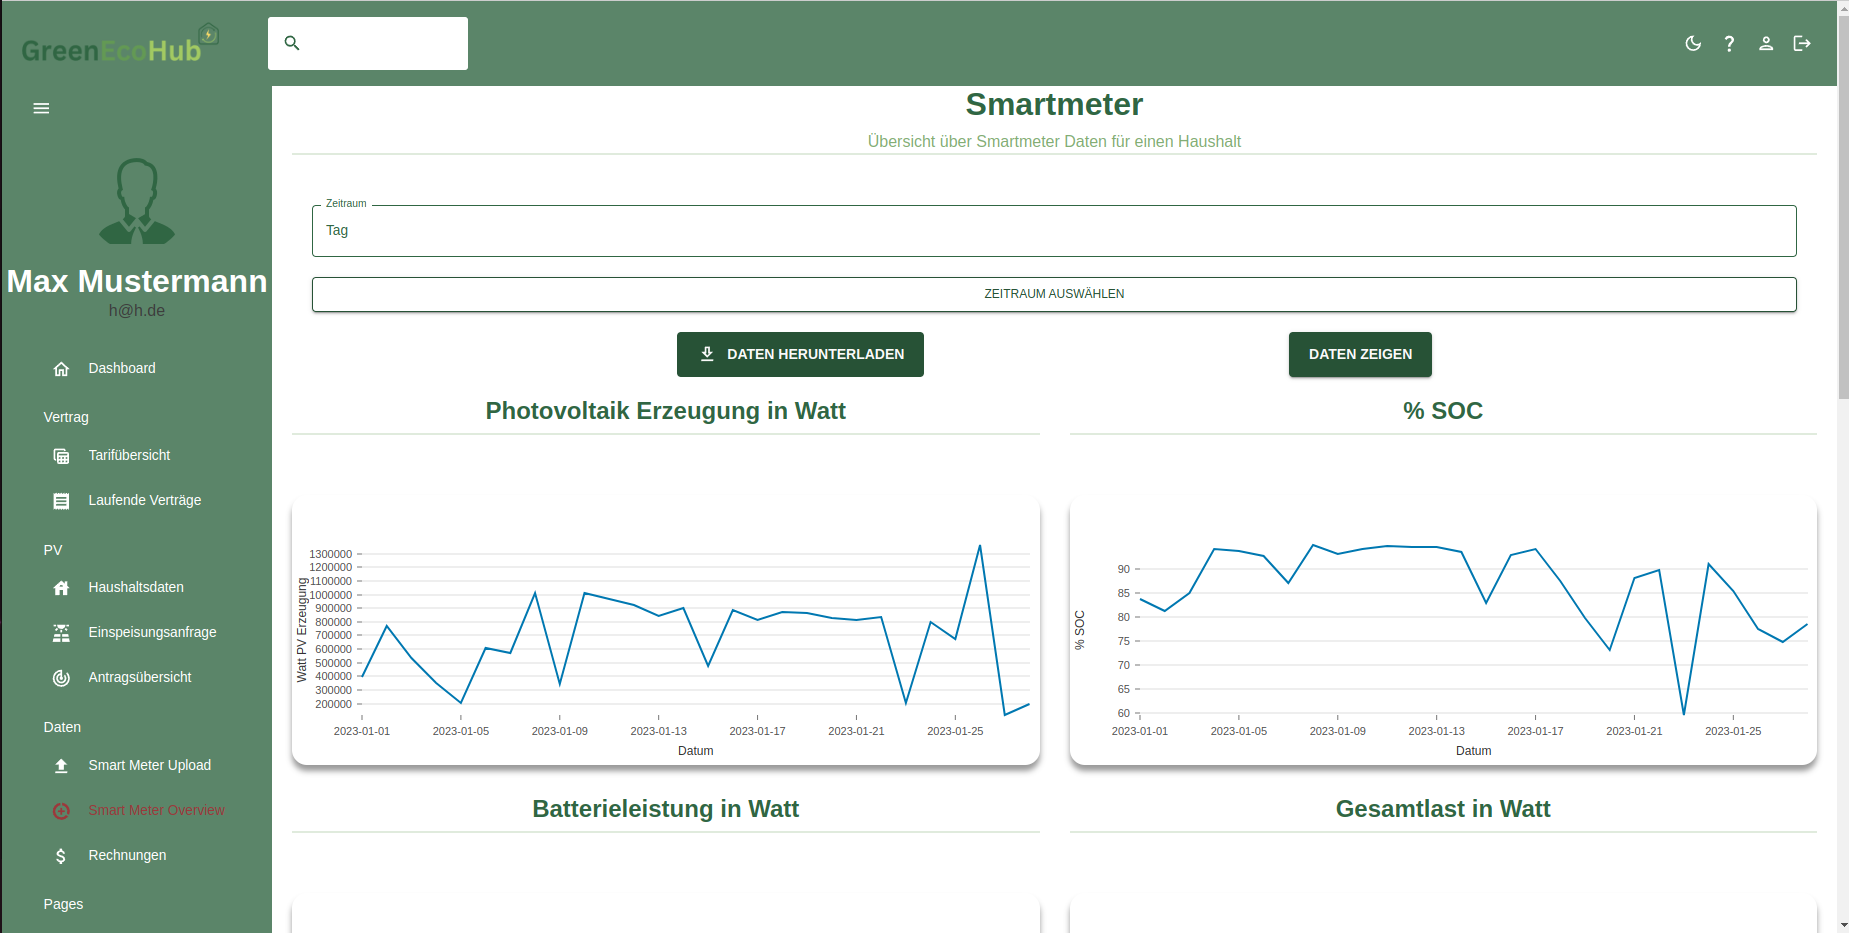 GreenEcoHub
Max Mustermann
h@h.de
Dashboard
Vertrag
Tarifübersicht
Laufende Verträge
PV
Haushaltsdaten
Einspeisungsanfrage
Antragsübersicht
Daten
Smart Meter Upload
Smart Meter Overview
Rechnungen
Pages
Smartmeter
Übersicht über Smartmeter Daten für einen Haushalt
Zeitraum
Tag
ZEITRAUM AUSWÄHLEN
DATEN HERUNTERLADEN
DATEN ZEIGEN
Photovoltaik Erzeugung in Watt
Watt PV Erzeugung
1300000
1200000
1100000
1000000
900000
800000
700000
600000
500000
400000
300000
200000
2023-01-01 2023-01-05 2023-01-09 2023-01-13 2023-01-17 2023-01-21 2023-01-25
Datum
% SOC
% SOC
90
85
80
75
70
65
60
2023-01-01 2023-01-05 2023-01-09 2023-01-13 2023-01-17 2023-01-21 2023-01-25
Datum
Batterieleistung in Watt
Gesamtlast in Watt